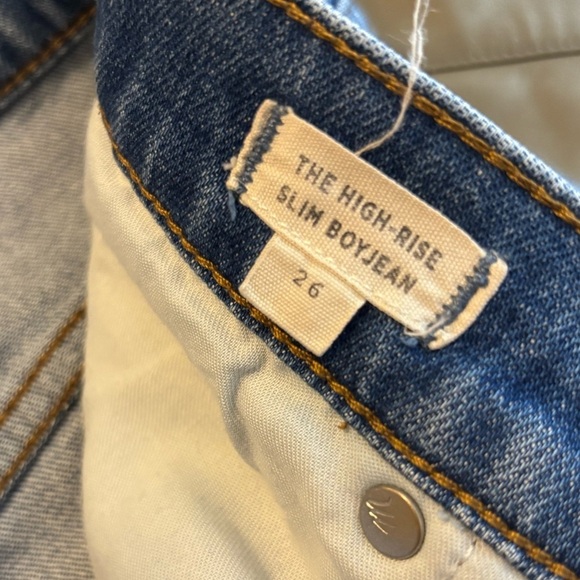 THE HIGH-RISE
SLIM BOYJEAN
26